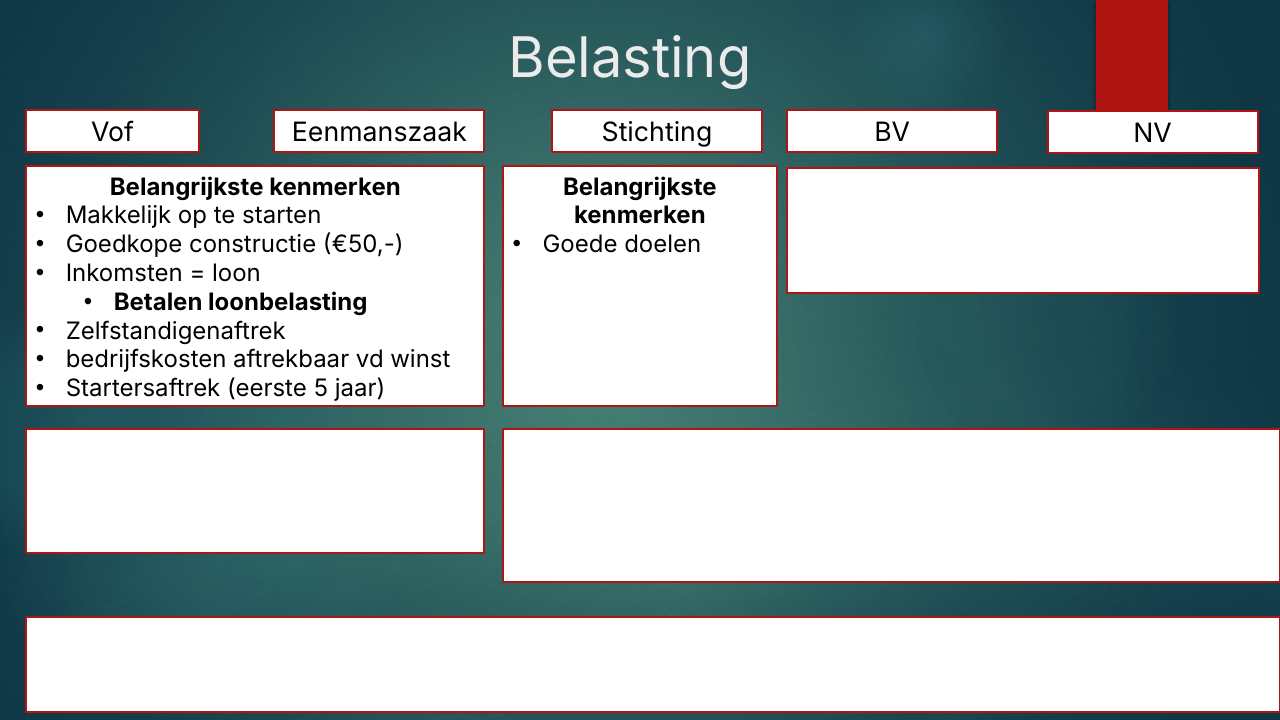 Belasting
Vof
Eenmanszaak
Stichting
BV
NV
Belangrijkste kenmerken
• Makkelijk op te starten
• Goedkope constructie (€50,-)
• Inkomsten = loon
• Betalen loonbelasting
• Zelfstandigenaftrek
• bedrijfskosten aftrekbaar vd winst
• Startersaftrek (eerste 5 jaar)
Belangrijkste
kenmerken
• Goede doelen